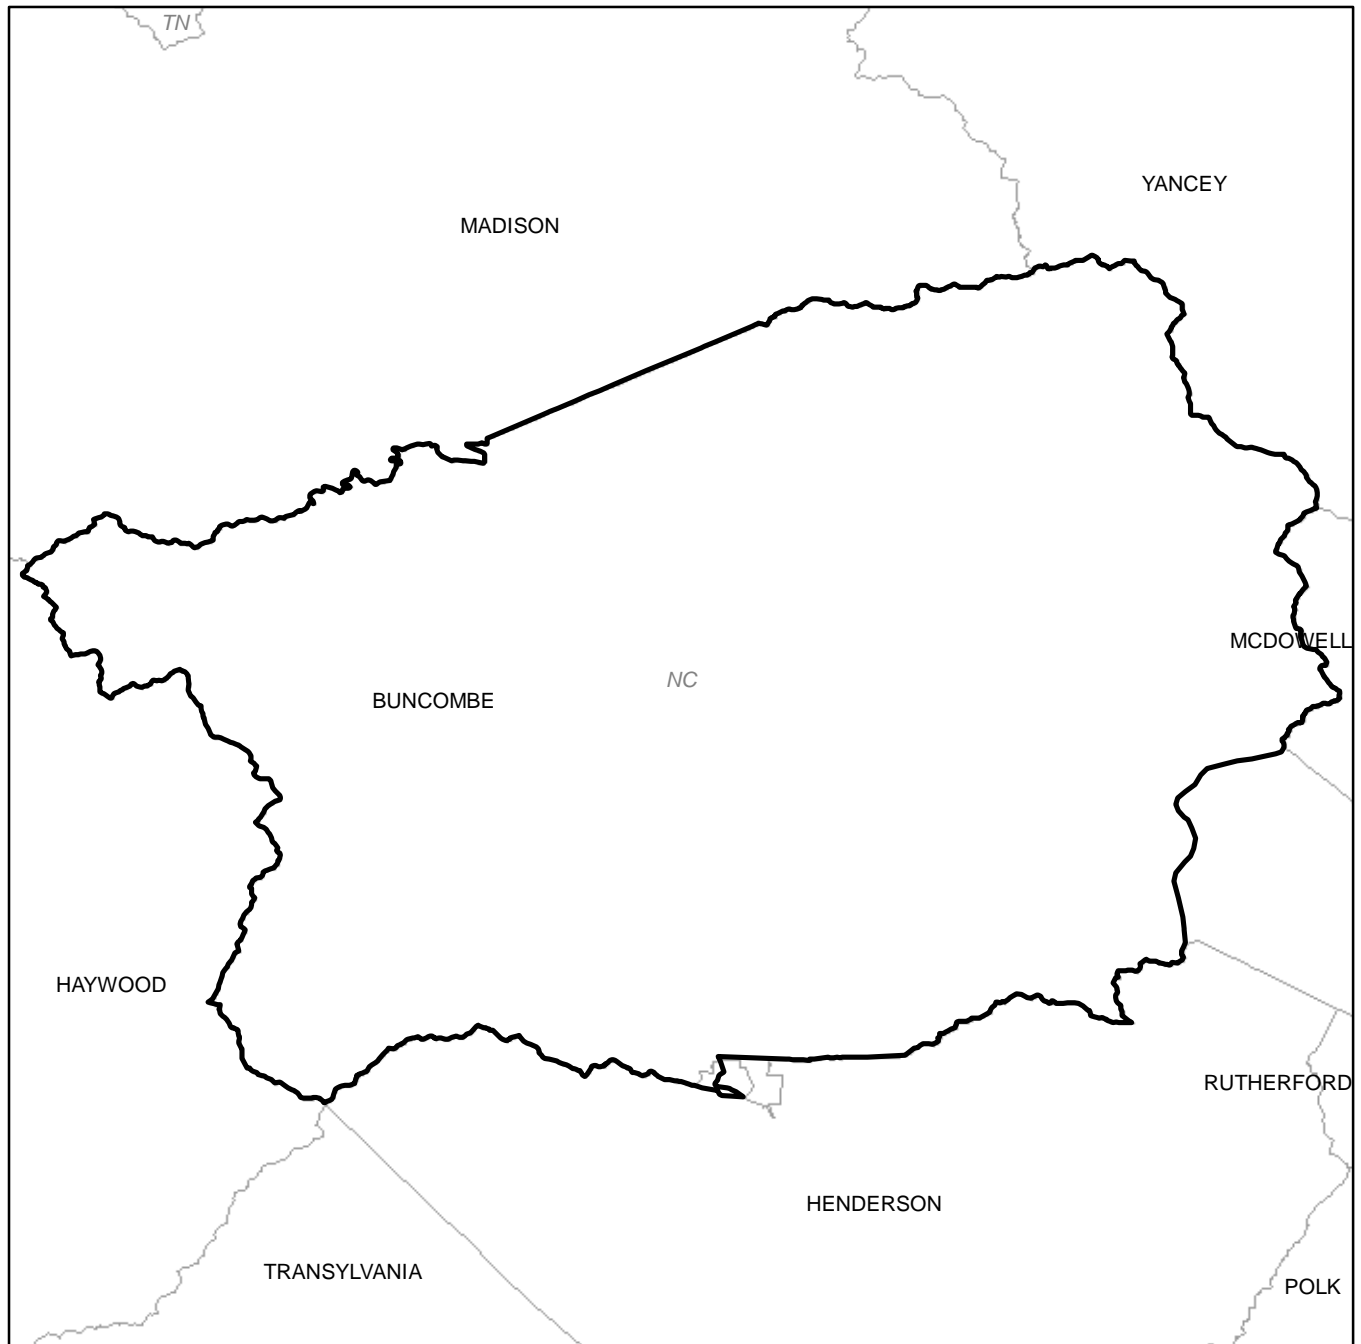 TN
YANCEY
MADISON
MCDOWELL
NC
BUNCOMBE
HAYWOOD
RUTHERFORD
HENDERSON
TRANSYLVANIA
POLK